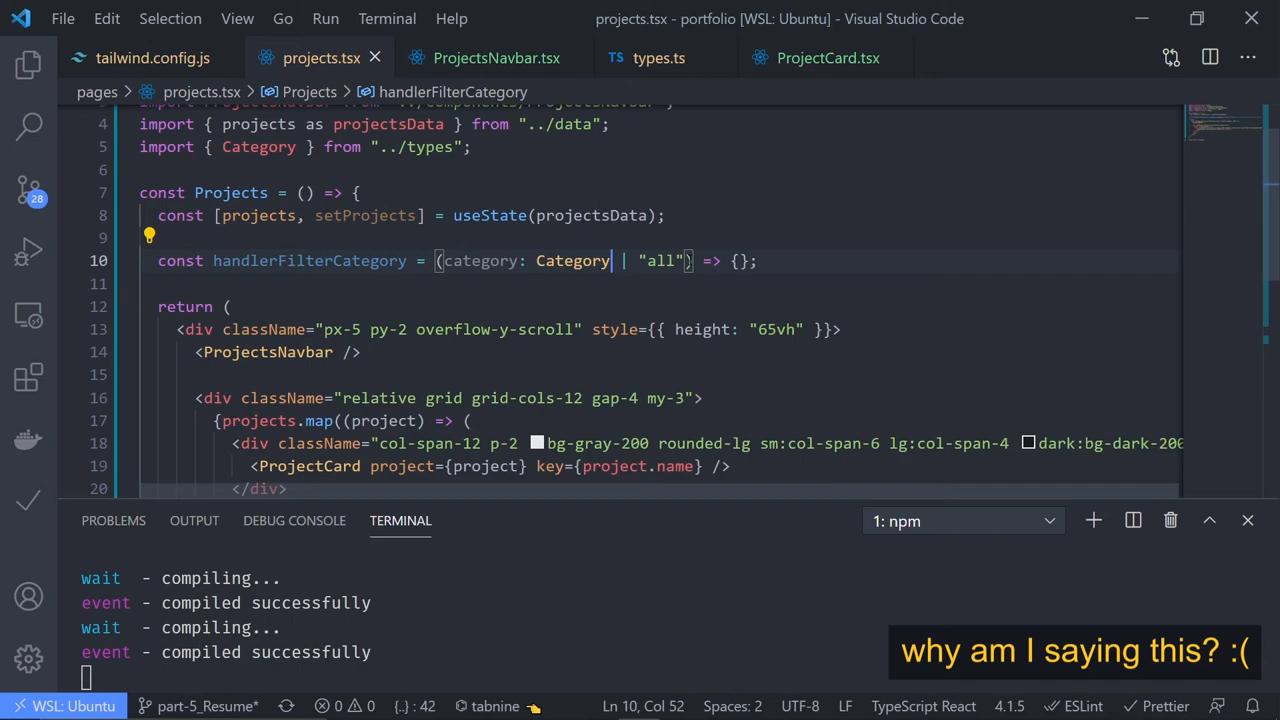 File Edit Selection View Go Run Terminal Help projects.tsx - portfolio [WSL: Ubuntu] - Visual Studio Code
tailwind.config.js projects.tsx ProjectsNavbar.tsx TS types.ts ProjectCard.tsx
pages > projects.tsx > Projects > handlerFilterCategory
4 import { projects as projectsData } from "../data";
5 import { Category } from "../types";
6
7 const Projects = () => {
8 const [projects, setProjects] = useState(projectsData);
9
10 const handlerFilterCategory = (category: Category | "all") => {};
11
12 return (
13 <div className="px-5 py-2 overflow-y-scroll" style={{ height: "65vh" }}>
14 <ProjectsNavbar />
15
16 <div className="relative grid grid-cols-12 gap-4 my-3">
17 {projects.map((project) => (
18 <div className="col-span-12 p-2 bg-gray-200 rounded-lg sm:col-span-6 lg:col-span-4 dark:bg-dark-200
19 <ProjectCard project={project} key={project.name} />
20 </div>
28
PROBLEMS OUTPUT DEBUG CONSOLE TERMINAL 1: npm
wait - compiling...
event - compiled successfully
wait - compiling...
event - compiled successfully
why am I saying this? :(
WSL: Ubuntu part-5_Resume* 0 0 {..} : 42 tabnine Ln 10, Col 52 Spaces: 2 UTF-8 LF TypeScript React 4.1.5 ESLint Prettier